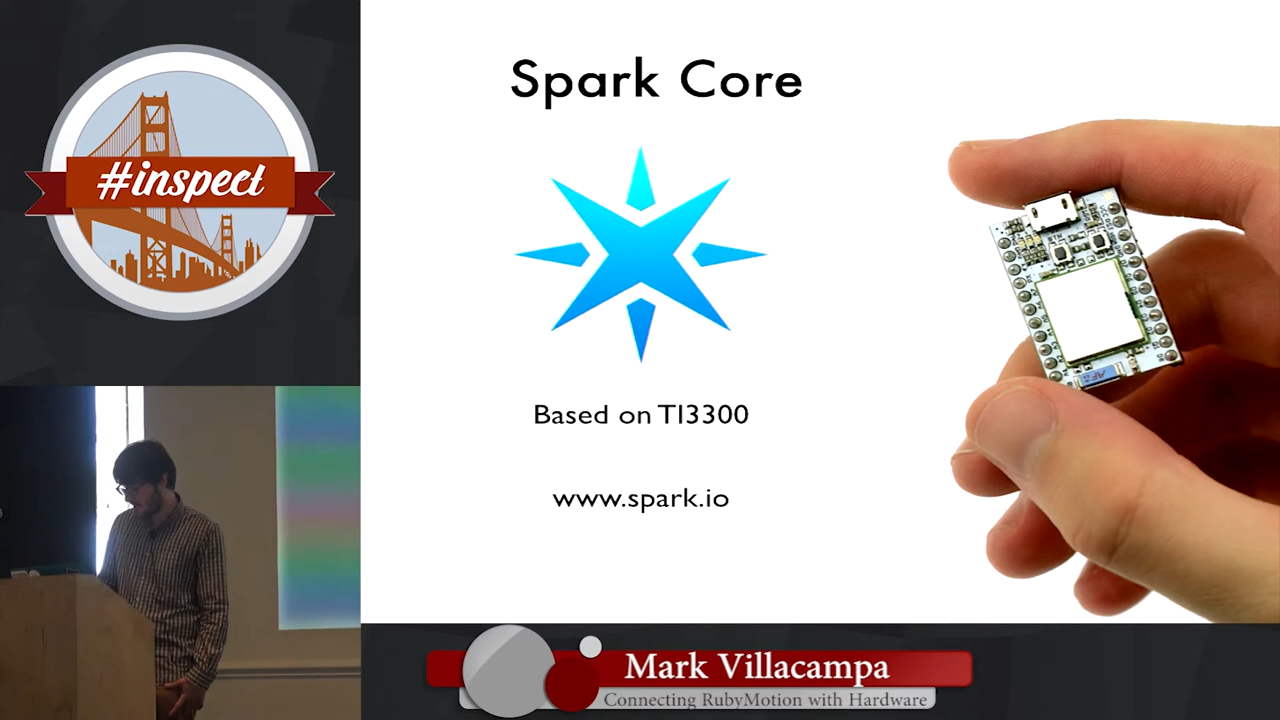 #inspect
Spark Core
Based on TI3300
www.spark.io
Mark Villacampa
Connecting RubyMotion with Hardware